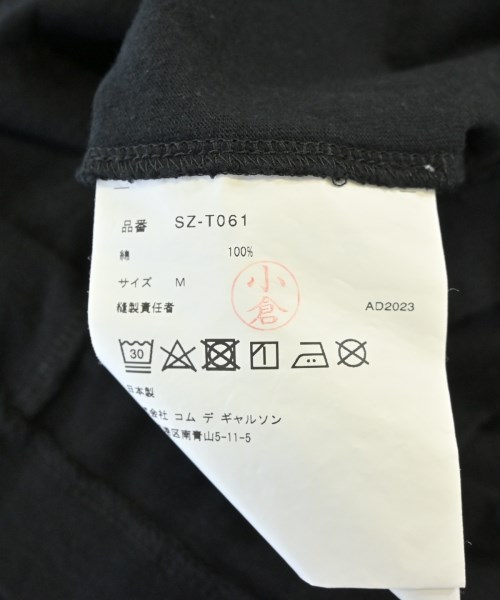 品番 SZ-T061
綿 100%
サイズ M
小倉
縫製責任者 AD2023
30
日本製
会社 コム デ ギャルソン
区南青山5-11-5